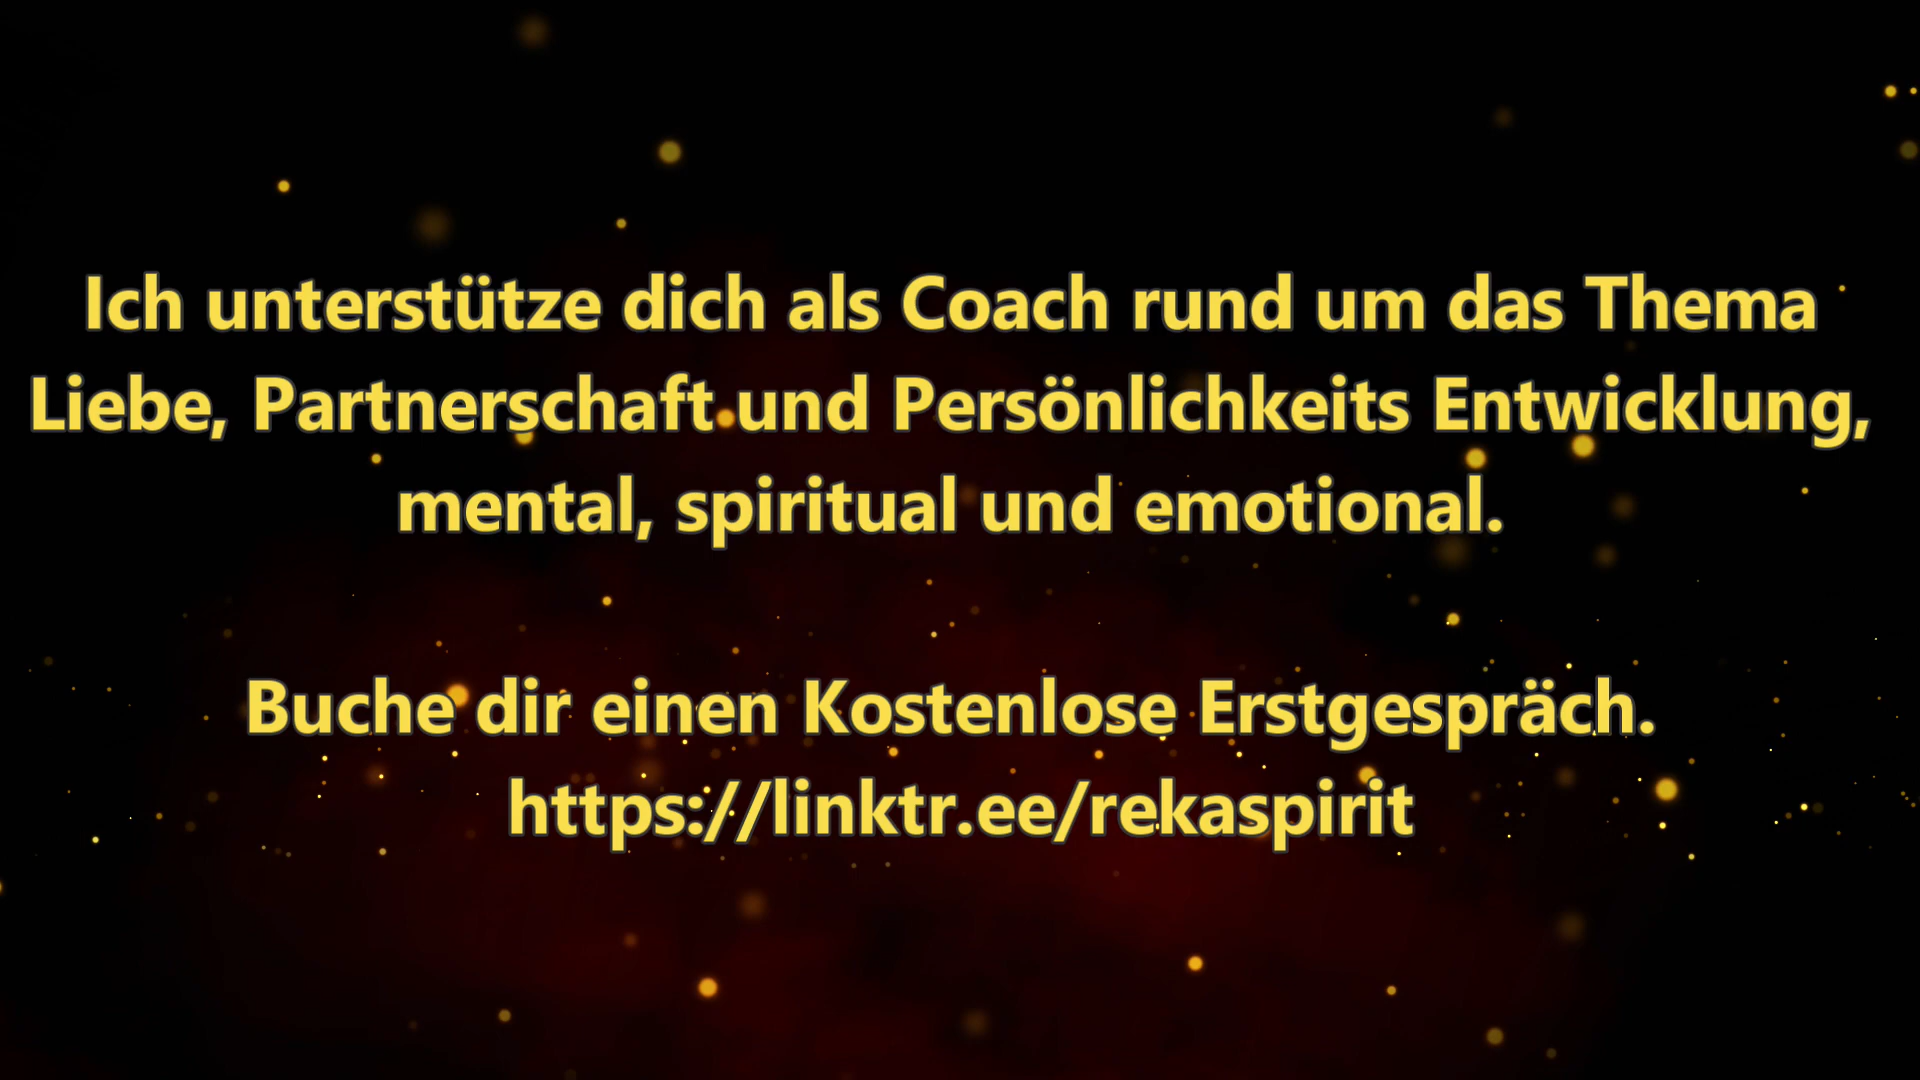 Ich unterstütze dich als Coach rund um das Thema
Liebe, Partnerschaft und Persönlichkeits Entwicklung,
mental, spiritual und emotional.
Buche dir einen Kostenlose Erstgespräch.
https://linktr.ee/rekaspirit